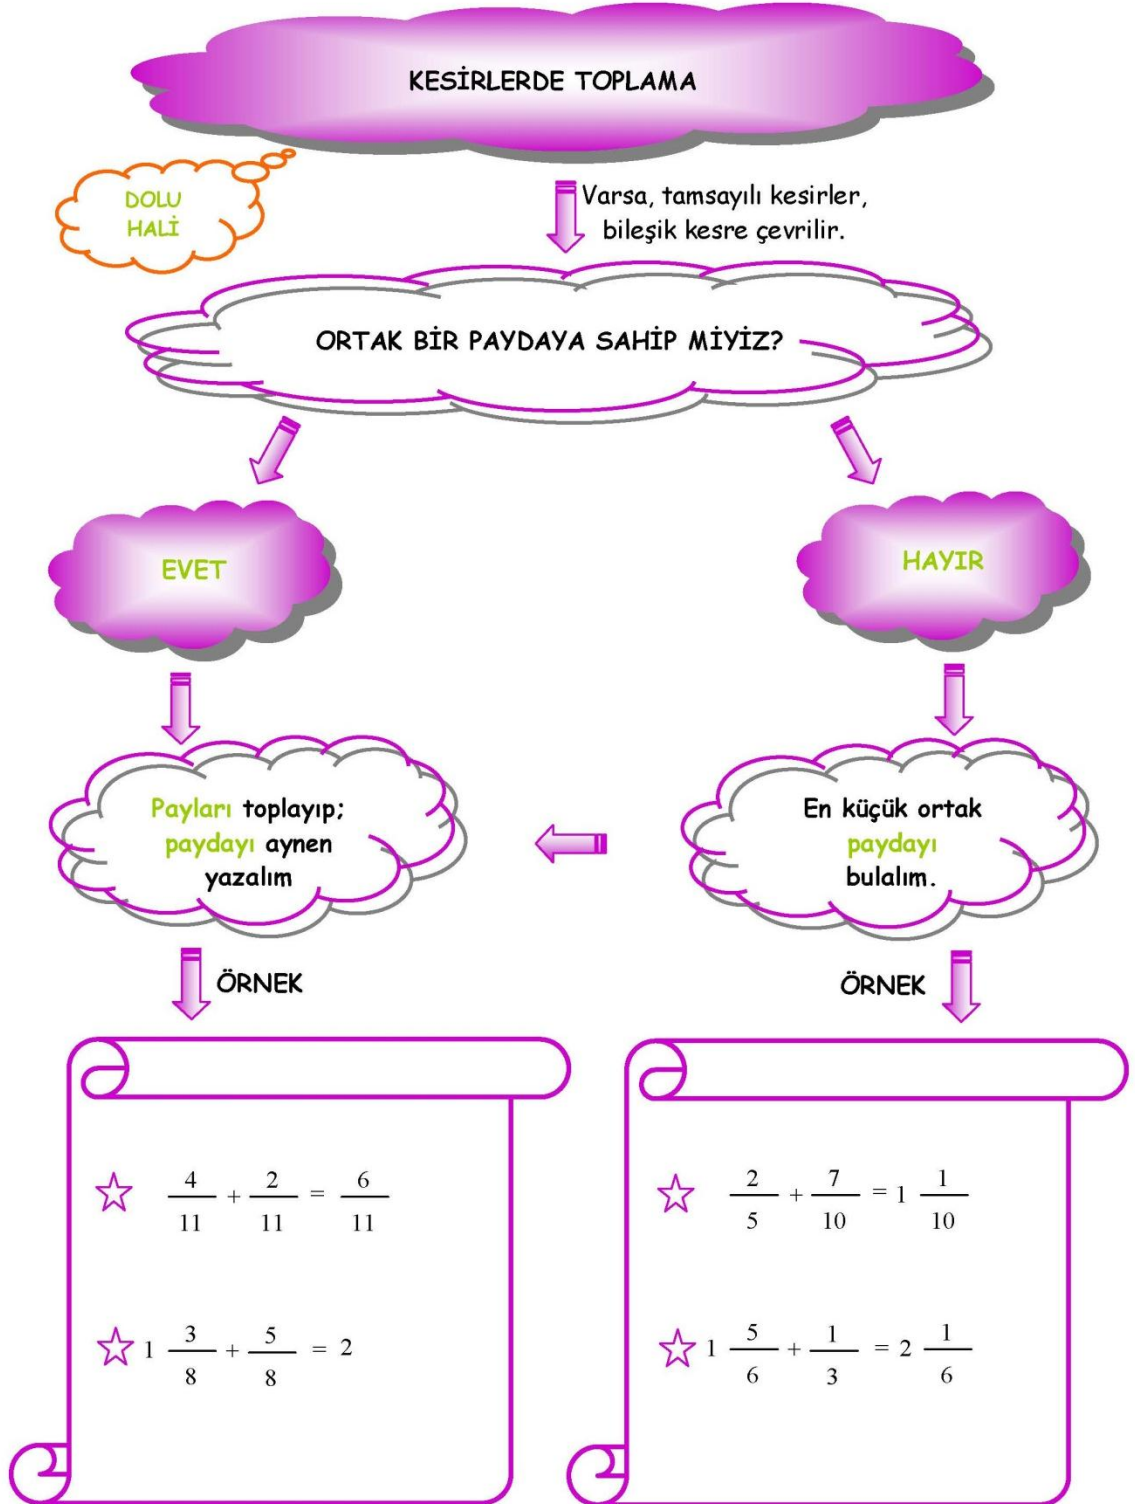 KESİRLERDE TOPLAMA
DOLU
HALİ
Varsa, tamsayılı kesirler,
bileşik kesre çevrilir.
ORTAK BİR PAYDAYA SAHİP MİYİZ?
EVET
HAYIR
Payları toplayıp;
paydayı aynen
yazalım
En küçük ortak
paydayı
bulalım.
ÖRNEK
ÖRNEK
4/11 + 2/11 = 6/11
1 3/8 + 5/8 = 2
2/5 + 7/10 = 1 1/10
1 5/6 + 1/3 = 2 1/6